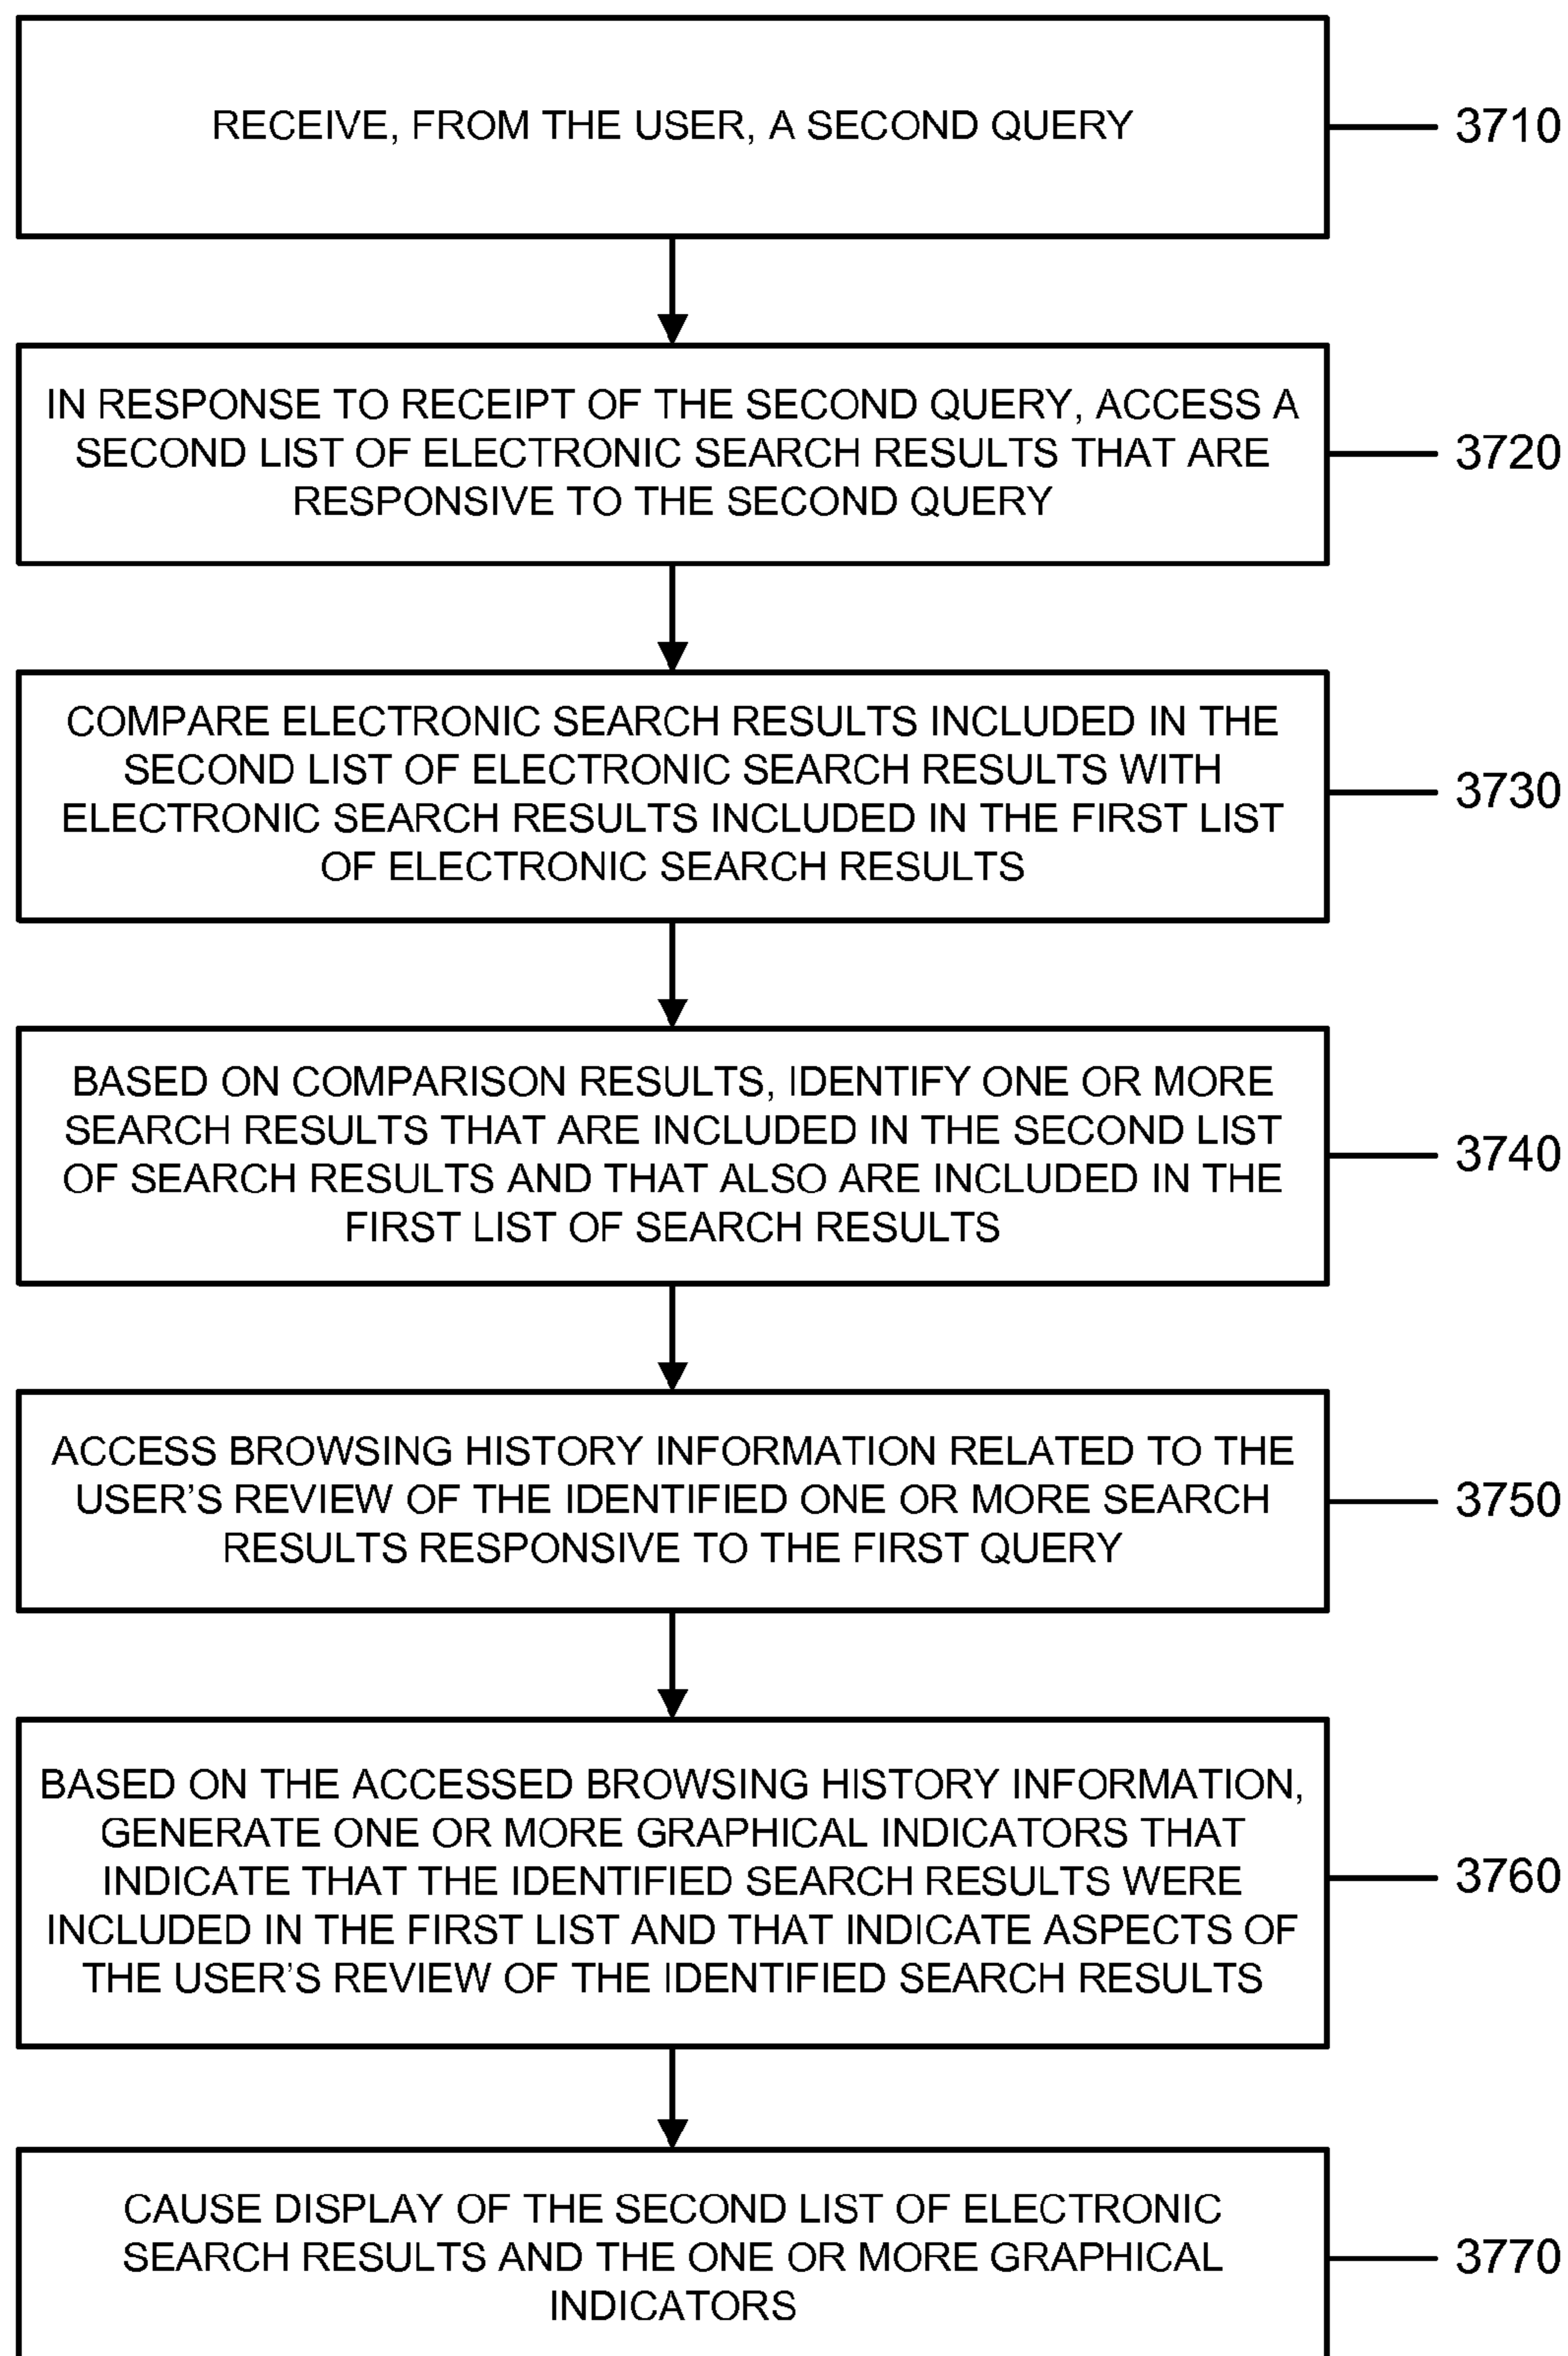 RECEIVE, FROM THE USER, A SECOND QUERY
3710
IN RESPONSE TO RECEIPT OF THE SECOND QUERY, ACCESS A
SECOND LIST OF ELECTRONIC SEARCH RESULTS THAT ARE
RESPONSIVE TO THE SECOND QUERY
3720
COMPARE ELECTRONIC SEARCH RESULTS INCLUDED IN THE
SECOND LIST OF ELECTRONIC SEARCH RESULTS WITH
ELECTRONIC SEARCH RESULTS INCLUDED IN THE FIRST LIST
OF ELECTRONIC SEARCH RESULTS
3730
BASED ON COMPARISON RESULTS, IDENTIFY ONE OR MORE
SEARCH RESULTS THAT ARE INCLUDED IN THE SECOND LIST
OF SEARCH RESULTS AND THAT ALSO ARE INCLUDED IN THE
FIRST LIST OF SEARCH RESULTS
3740
ACCESS BROWSING HISTORY INFORMATION RELATED TO THE
USER'S REVIEW OF THE IDENTIFIED ONE OR MORE SEARCH
RESULTS RESPONSIVE TO THE FIRST QUERY
3750
BASED ON THE ACCESSED BROWSING HISTORY INFORMATION,
GENERATE ONE OR MORE GRAPHICAL INDICATORS THAT
INDICATE THAT THE IDENTIFIED SEARCH RESULTS WERE
INCLUDED IN THE FIRST LIST AND THAT INDICATE ASPECTS OF
THE USER'S REVIEW OF THE IDENTIFIED SEARCH RESULTS
3760
CAUSE DISPLAY OF THE SECOND LIST OF ELECTRONIC
SEARCH RESULTS AND THE ONE OR MORE GRAPHICAL
INDICATORS
3770